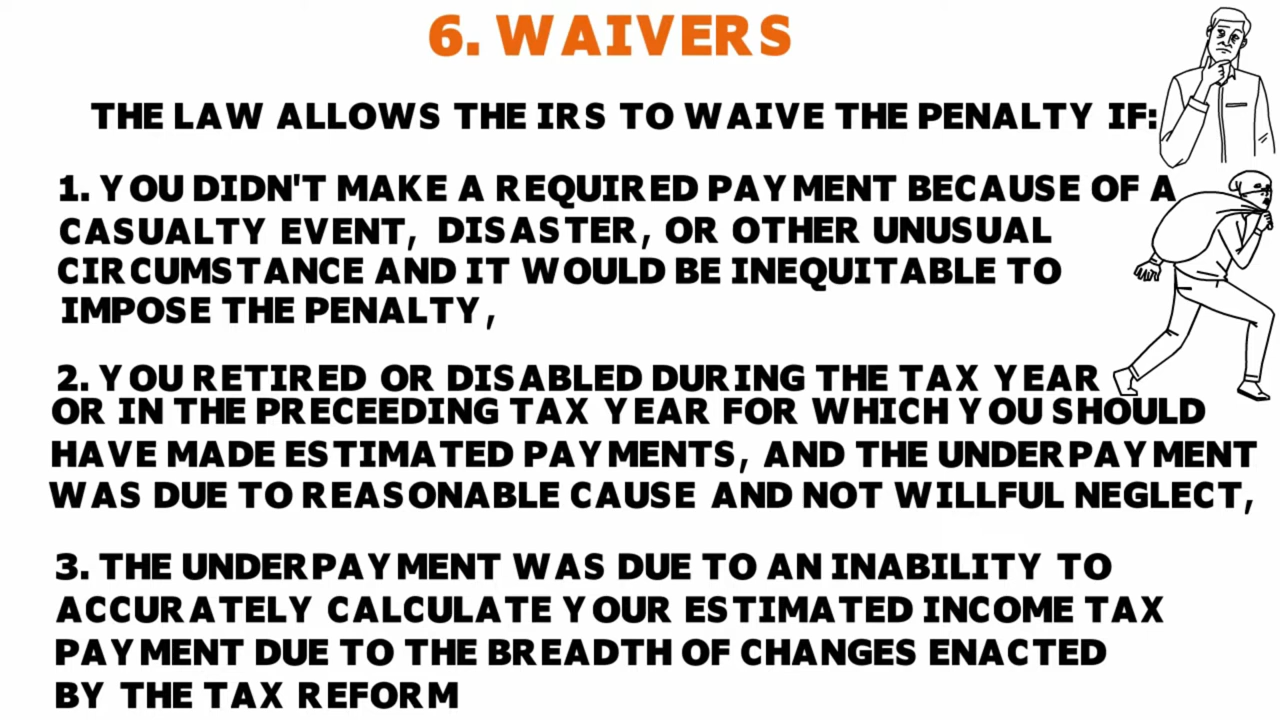 6. WAIVERS
THE LAW ALLOWS THE IRS TO WAIVE THE PENALTY IF:
1. YOU DIDN'T MAKE A REQUIRED PAYMENT BECAUSE OF A
CASUALTY EVENT, DISASTER, OR OTHER UNUSUAL
CIRCUMSTANCE AND IT WOULD BE INEQUITABLE TO
IMPOSE THE PENALTY,
2. YOU RETIRED OR DISABLED DURING THE TAX YEAR
OR IN THE PRECEEDING TAX YEAR FOR WHICH YOU SHOULD
HAVE MADE ESTIMATED PAYMENTS, AND THE UNDERPAYMENT
WAS DUE TO REASONABLE CAUSE AND NOT WILLFUL NEGLECT,
3. THE UNDERPAYMENT WAS DUE TO AN INABILITY TO
ACCURATELY CALCULATE YOUR ESTIMATED INCOME TAX
PAYMENT DUE TO THE BREADTH OF CHANGES ENACTED
BY THE TAX REFORM